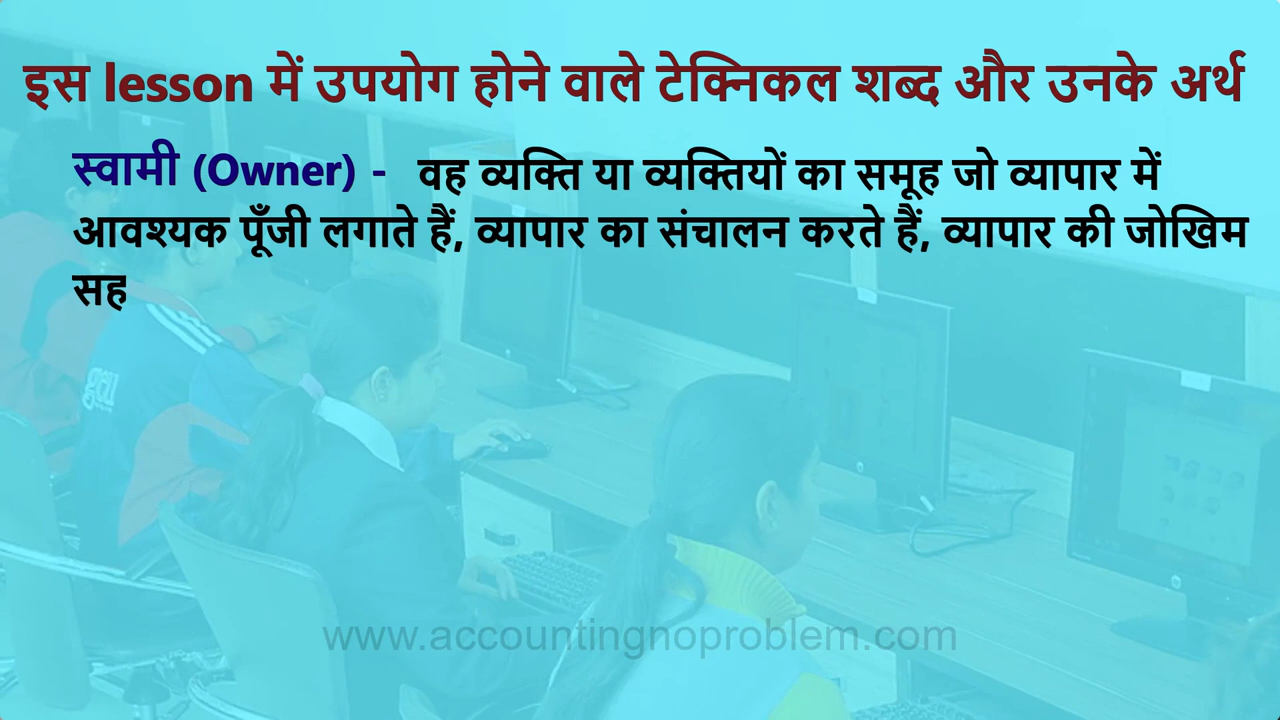 इस lesson में उपयोग होने वाले टेक्निकल शब्द और उनके अर्थ
स्वामी (Owner) - वह व्यक्ति या व्यक्तियों का समूह जो व्यापार में
आवश्यक पूँजी लगाते हैं, व्यापार का संचालन करते हैं, व्यापार की जोखिम
सह
www.accountingnoproblem.com